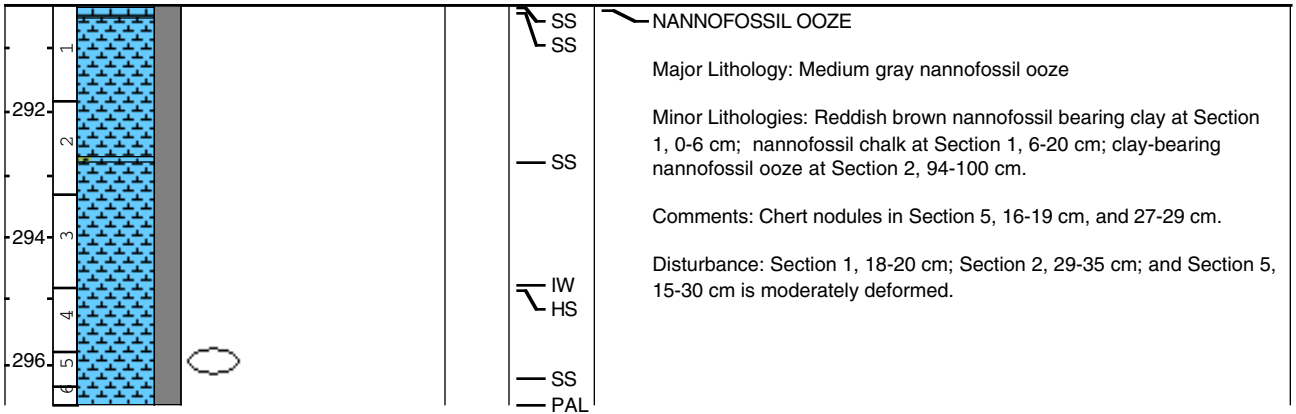 292
294
296
1
2
3
4
5
6
SS
SS
SS
IW
HS
SS
PAL
NANNOFOSSIL OOZE
Major Lithology: Medium gray nannofossil ooze
Minor Lithologies: Reddish brown nannofossil bearing clay at Section
1, 0-6 cm; nannofossil chalk at Section 1, 6-20 cm; clay-bearing
nannofossil ooze at Section 2, 94-100 cm.
Comments: Chert nodules in Section 5, 16-19 cm, and 27-29 cm.
Disturbance: Section 1, 18-20 cm; Section 2, 29-35 cm; and Section 5,
15-30 cm is moderately deformed.